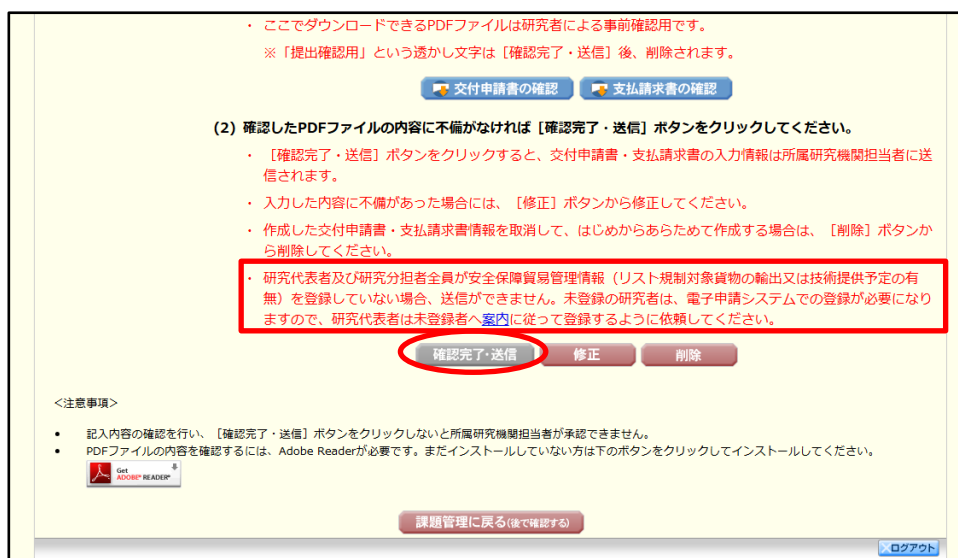 ・ ここでダウンロードできるPDFファイルは研究者による事前確認用です。
※「提出確認用」という透かし文字は［確認完了・送信］後、削除されます。
交付申請書の確認 支払請求書の確認
(2) 確認したPDFファイルの内容に不備がなければ［確認完了・送信］ボタンをクリックしてください。
・ ［確認完了・送信］ボタンをクリックすると、交付申請書・支払請求書の入力情報は所属研究機関担当者に送
信されます。
・ 入力した内容に不備があった場合には、［修正］ボタンから修正してください。
・ 作成した交付申請書・支払請求書情報を取消して、はじめからあらためて作成する場合は、［削除］ボタンか
ら削除してください。
・ 研究代表者及び研究分担者全員が安全保障貿易管理情報（リスト規制対象貨物の輸出又は技術提供予定の有
無）を登録していない場合、送信ができません。未登録の研究者は、電子申請システムでの登録が必要になり
ますので、研究代表者は未登録者へ案内に従って登録するように依頼してください。
確認完了・送信 修正 削除
＜注意事項＞
• 記入内容の確認を行い、［確認完了・送信］ボタンをクリックしないと所属研究機関担当者が承認できません。
• PDFファイルの内容を確認するには、Adobe Readerが必要です。まだインストールしていない方は下のボタンをクリックしてインストールしてください。
Get
ADOBE® READER®
課題管理に戻る(後で確認する)
ログアウト